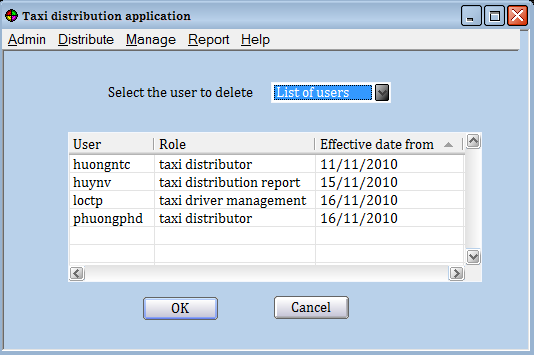 Taxi distribution application
Admin Distribute Manage Report Help
Select the user to delete List of users
User Role Effective date from
huongntc taxi distributor 11/11/2010
huynv taxi distribution report 15/11/2010
loctp taxi driver management 16/11/2010
phuongphd taxi distributor 16/11/2010
OK Cancel